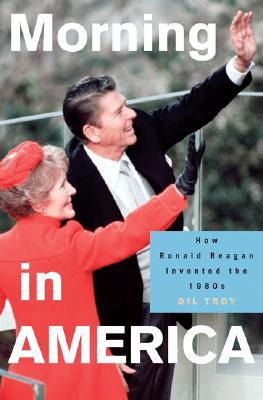 Morning
How
Ronald Reagan
Invented the
1980s
GIL TROY
in
AMERICA